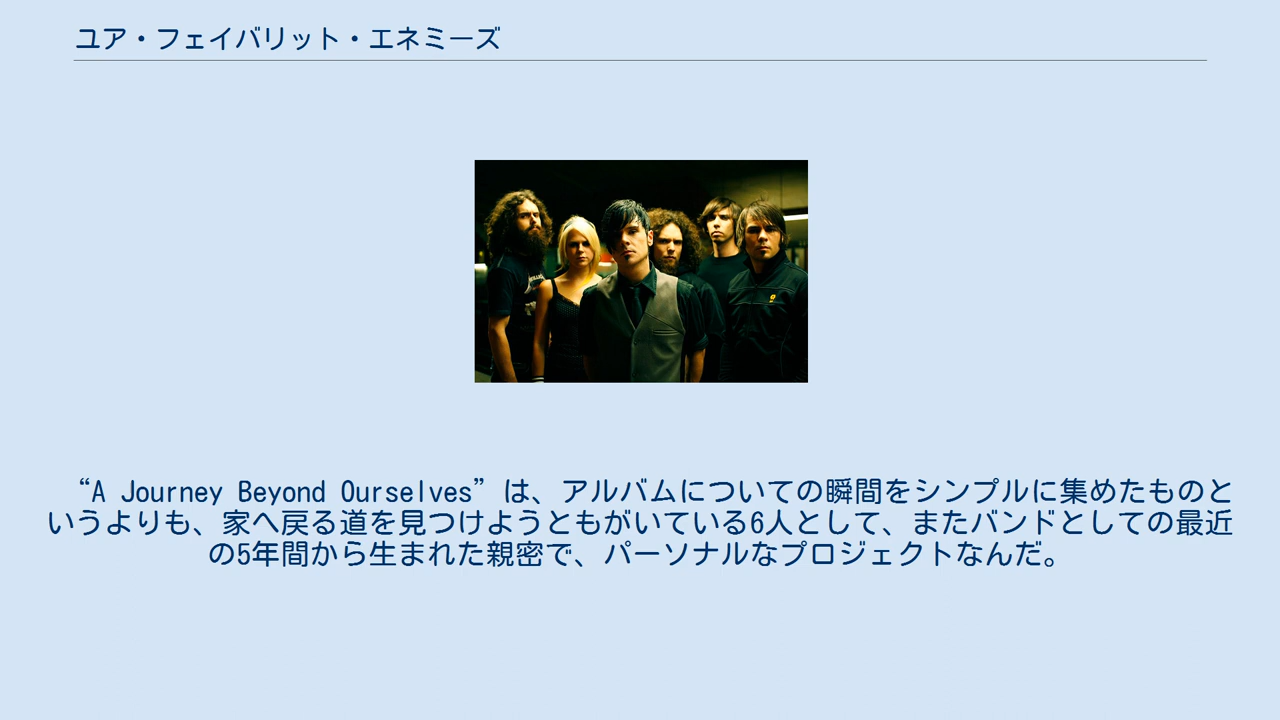 ユア・フェイバリット・エネミーズ
“A Journey Beyond Ourselves”は、アルバムについての瞬間をシンプルに集めたものと
いうよりも、家へ戻る道を見つけようともがいている6人として、またバンドとしての最近
の5年間から生まれた親密で、パーソナルなプロジェクトなんだ。